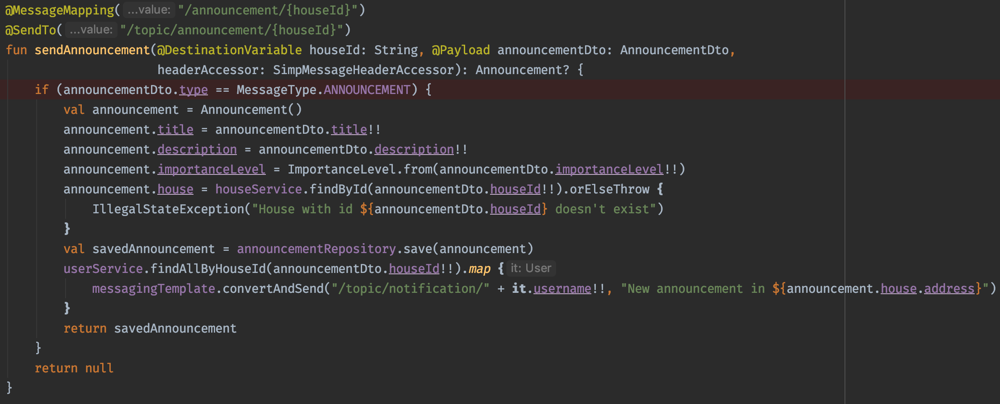 @MessageMapping( ...value: "/announcement/{houseId}")
@SendTo( ...value: "/topic/announcement/{houseId}")
fun sendAnnouncement(@DestinationVariable houseId: String, @Payload announcementDto: AnnouncementDto,
headerAccessor: SimpMessageHeaderAccessor): Announcement? {
if (announcementDto.type == MessageType.ANNOUNCEMENT) {
val announcement = Announcement()
announcement.title = announcementDto.title!!
announcement.description = announcementDto.description!!
announcement.importanceLevel = ImportanceLevel.from(announcementDto.importanceLevel!!)
announcement.house = houseService.findById(announcementDto.houseId!!).orElseThrow {
IllegalStateException("House with id ${announcementDto.houseId} doesn't exist")
}
val savedAnnouncement = announcementRepository.save(announcement)
userService.findAllByHouseId(announcementDto.houseId!!).map { it: User
messagingTemplate.convertAndSend("/topic/notification/" + it.username!!, "New announcement in ${announcement.house.address}")
}
return savedAnnouncement
}
return null
}